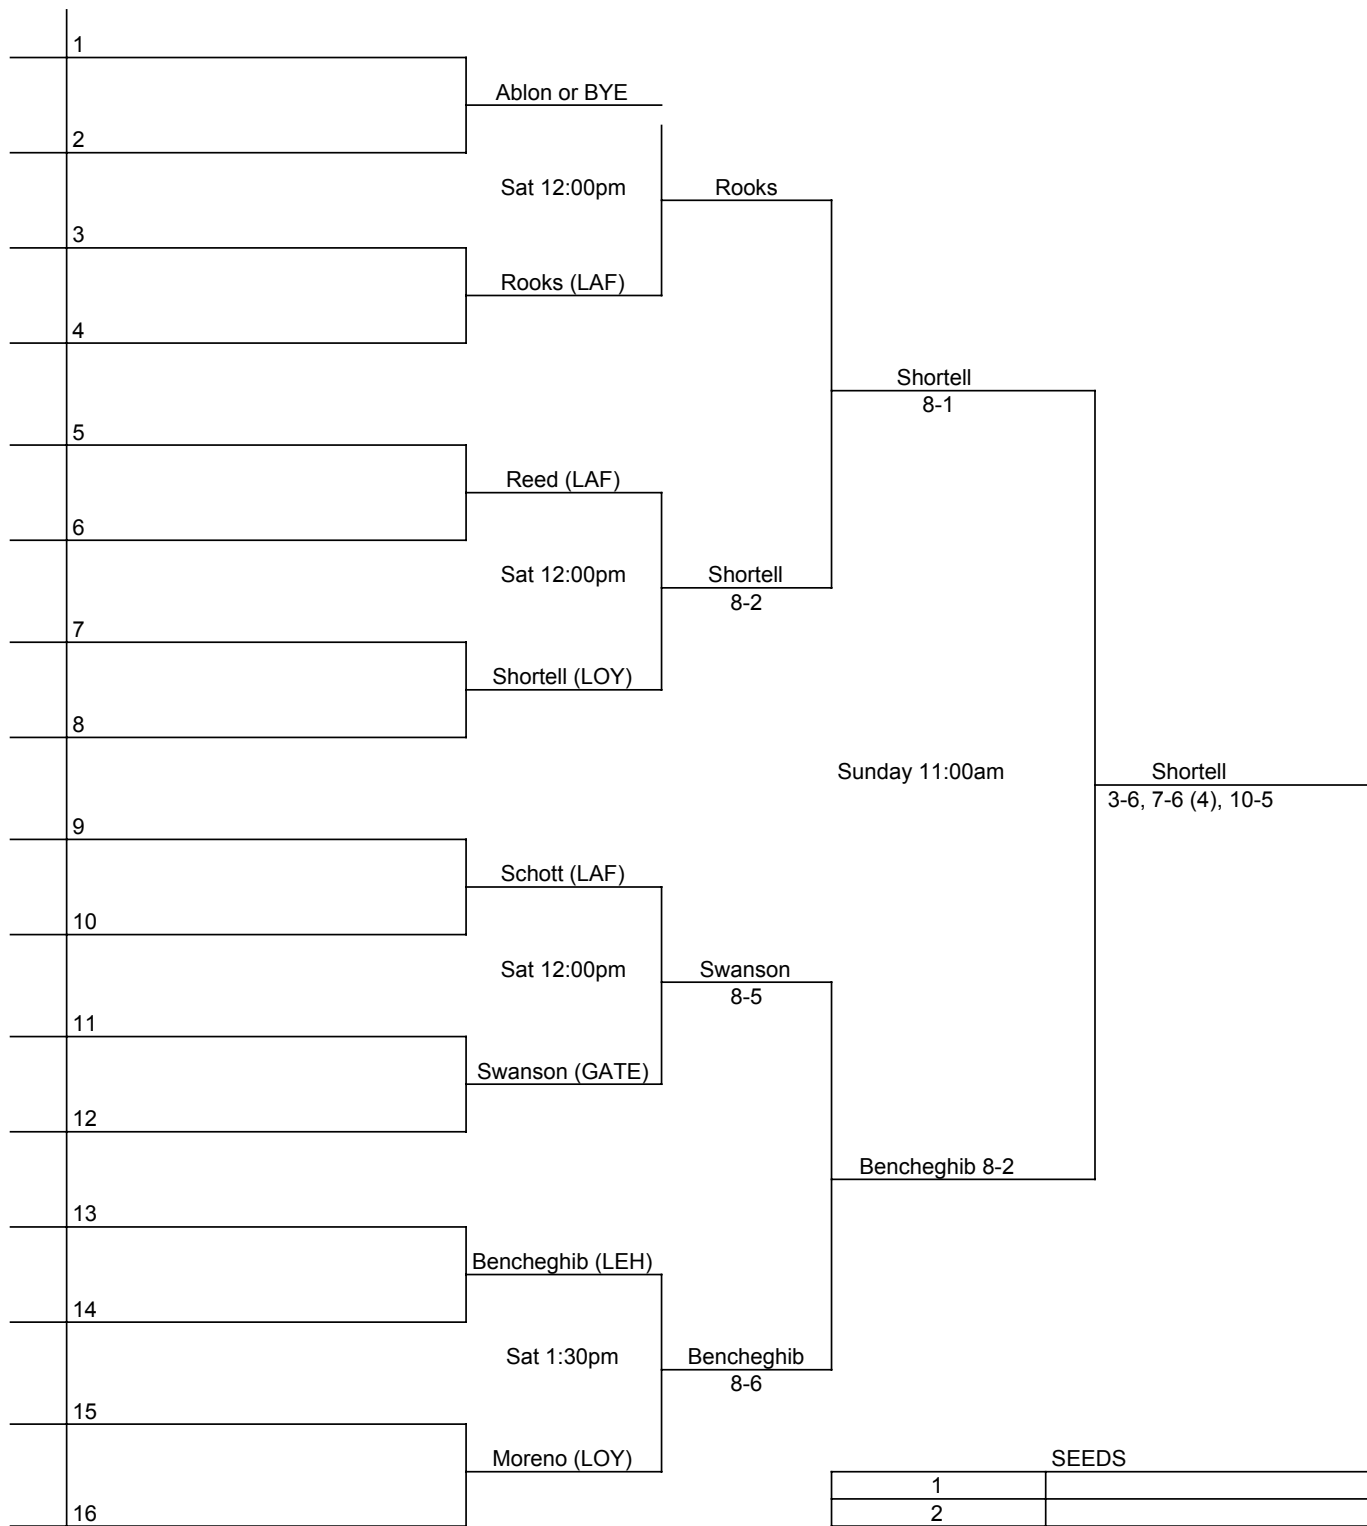 1
Ablon or BYE
2
Sat 12:00pm
Rooks
3
Rooks (LAF)
4
Shortell
8-1
5
Reed (LAF)
6
Sat 12:00pm
Shortell
8-2
7
Shortell (LOY)
8
Sunday 11:00am
Shortell
3-6, 7-6 (4), 10-5
9
Schott (LAF)
10
Sat 12:00pm
Swanson
8-5
11
Swanson (GATE)
12
Bencheghib 8-2
13
Bencheghib (LEH)
14
Sat 1:30pm
Bencheghib
8-6
15
Moreno (LOY)
SEEDS
1
16
2